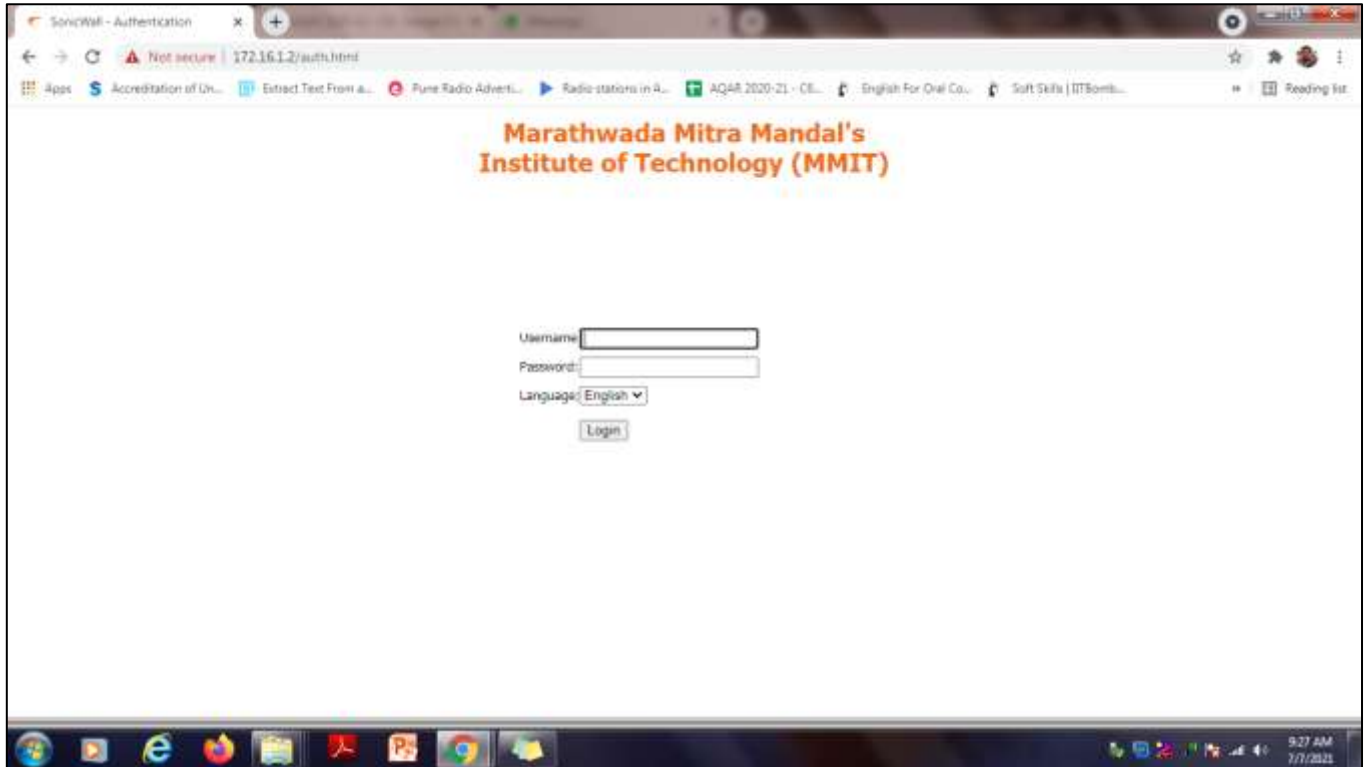 SonicWall - Authentication
Not secure | 172.16.1.2/auth.html
Apps Accreditation of Un... Extract Text From a... Pune Radio Adverti... Radio stations in A... AQAR 2020-21 - CR... English For Oral Co... Soft Skills | IITBomb... Reading list
Marathwada Mitra Mandal's
Institute of Technology (MMIT)
Username
Password:
Language: English
Login
9:27 AM
7/7/2021